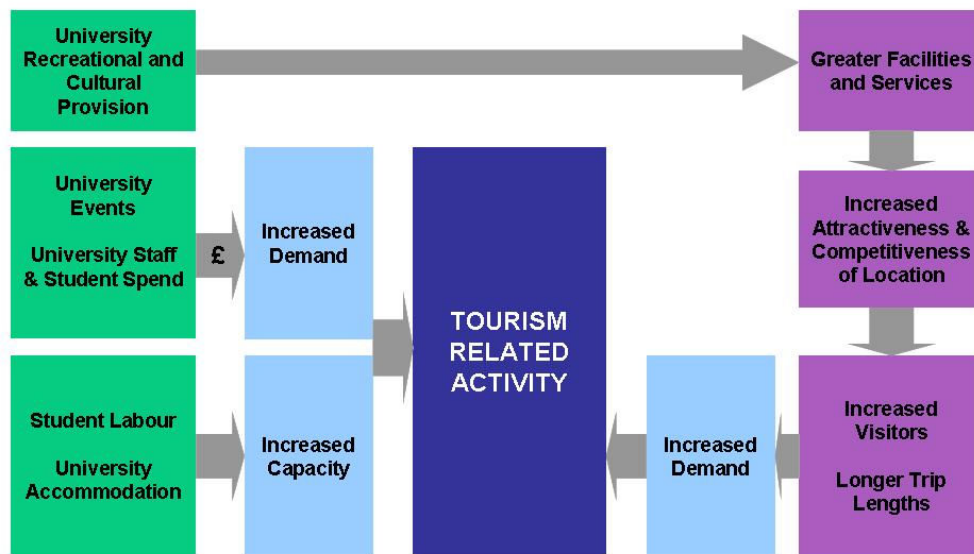 University
Recreational and
Cultural
Provision
Greater Facilities
and Services
University
Events
University Staff
& Student Spend
£
Increased
Demand
TOURISM
RELATED
ACTIVITY
Increased
Attractiveness &
Competitiveness
of Location
Student Labour
University
Accommodation
Increased
Capacity
Increased
Demand
Increased
Visitors
Longer Trip
Lengths